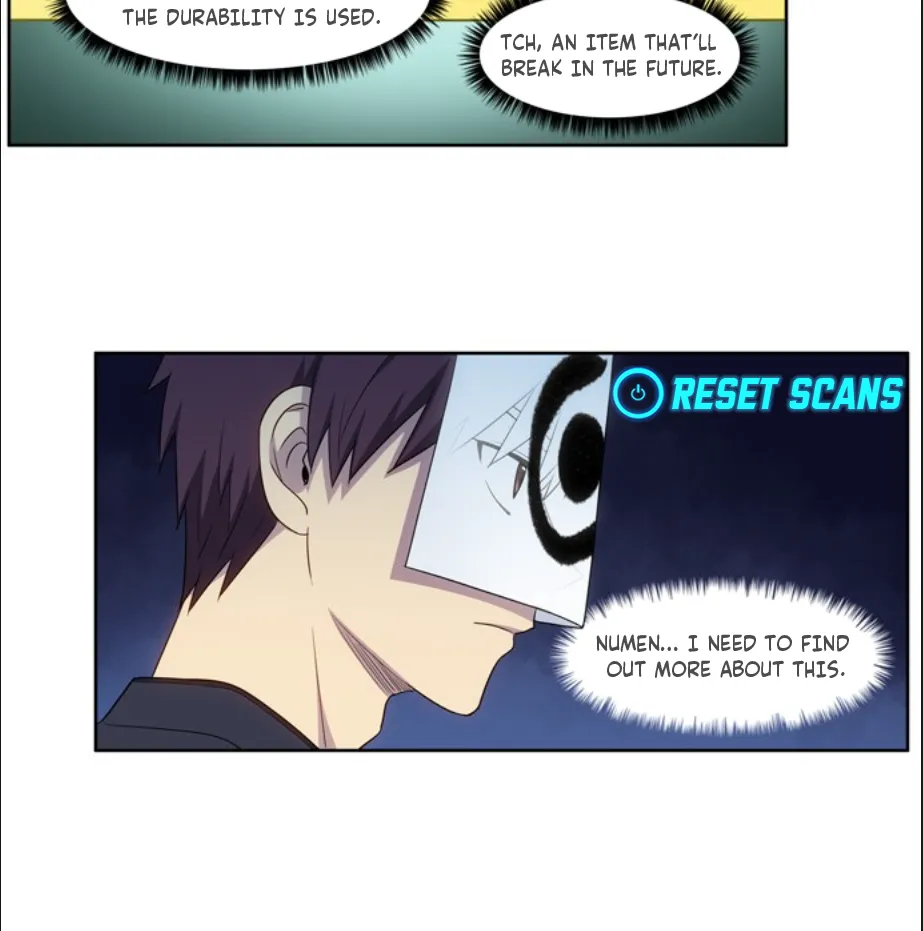 THE DURABILITY IS USED.
TCH, AN ITEM THAT'LL
BREAK IN THE FUTURE.
RESET SCANS
NUMEN... I NEED TO FIND
OUT MORE ABOUT THIS.